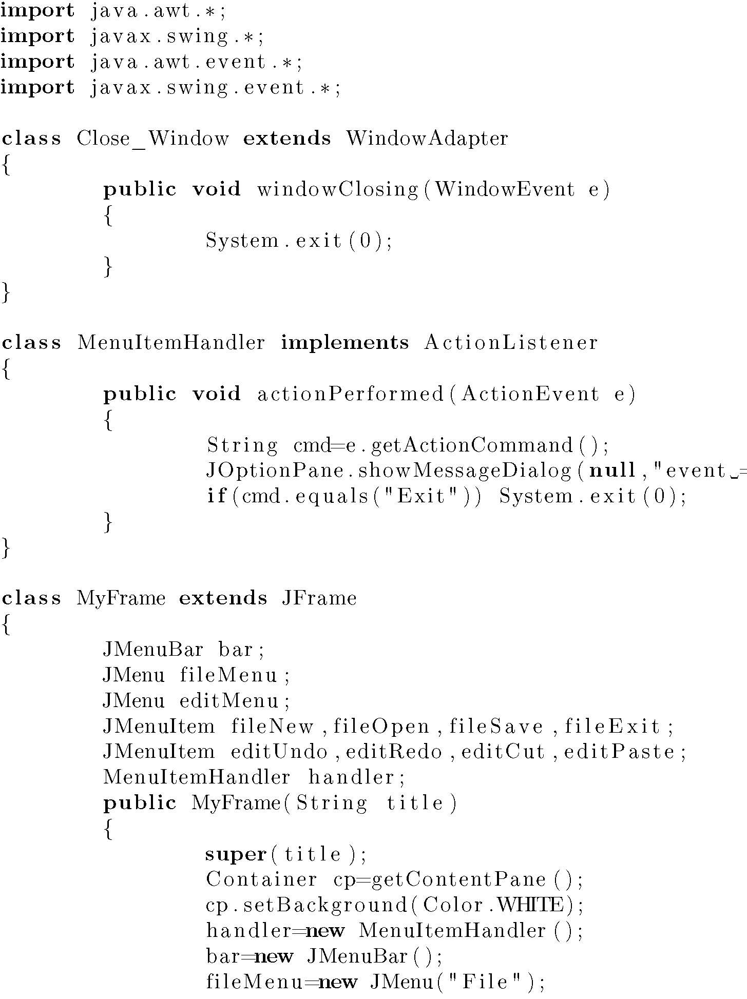 import java.awt.*;
import javax.swing.*;
import java.awt.event.*;
import javax.swing.event.*;
class Close_Window extends WindowAdapter
{
public void windowClosing(WindowEvent e)
{
System.exit(0);
}
}
class MenuItemHandler implements ActionListener
{
public void actionPerformed(ActionEvent e)
{
String cmd=e.getActionCommand();
JOptionPane.showMessageDialog(null,"event␣=
if(cmd.equals("Exit")) System.exit(0);
}
}
class MyFrame extends JFrame
{
JMenuBar bar;
JMenu fileMenu;
JMenu editMenu;
JMenuItem fileNew,fileOpen,fileSave,fileExit;
JMenuItem editUndo,editRedo,editCut,editPaste;
MenuItemHandler handler;
public MyFrame(String title)
{
super(title);
Container cp=getContentPane();
cp.setBackground(Color.WHITE);
handler=new MenuItemHandler();
bar=new JMenuBar();
fileMenu=new JMenu("File");